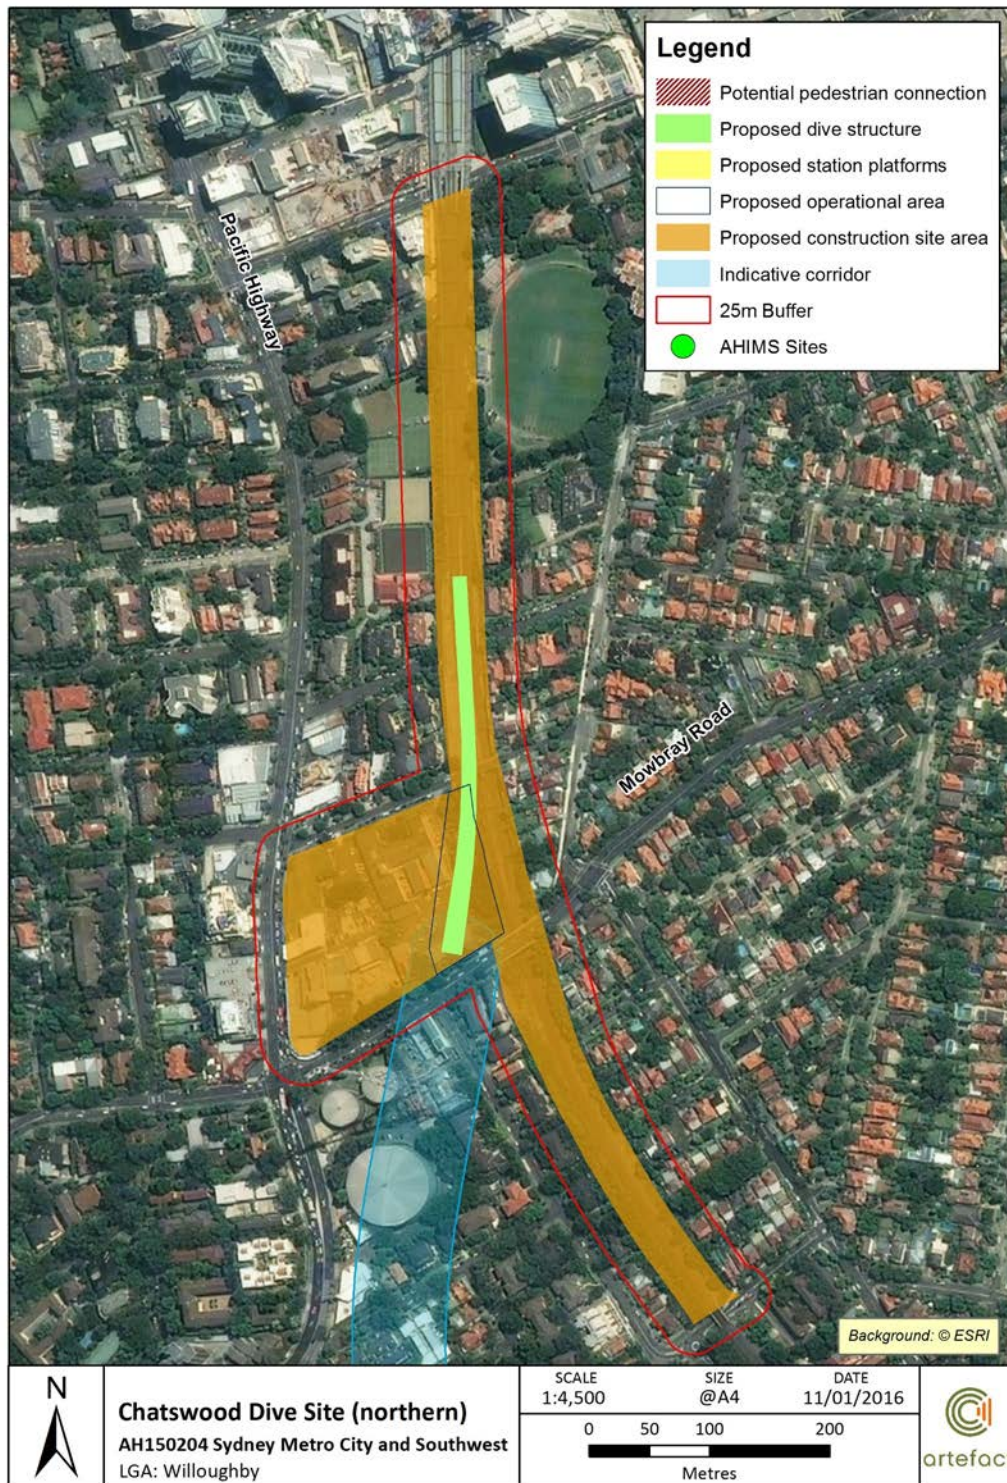 Legend
Potential pedestrian connection
Proposed dive structure
Proposed station platforms
Proposed operational area
Proposed construction site area
Indicative corridor
25m Buffer
AHIMS Sites
Pacific Highway
Mowbray Road
Background: © ESRI
N
Chatswood Dive Site (northern)
AH150204 Sydney Metro City and Southwest
LGA: Willoughby
SCALE
1:4,500
SIZE
@A4
DATE
11/01/2016
0 50 100 200
Metres
artefac